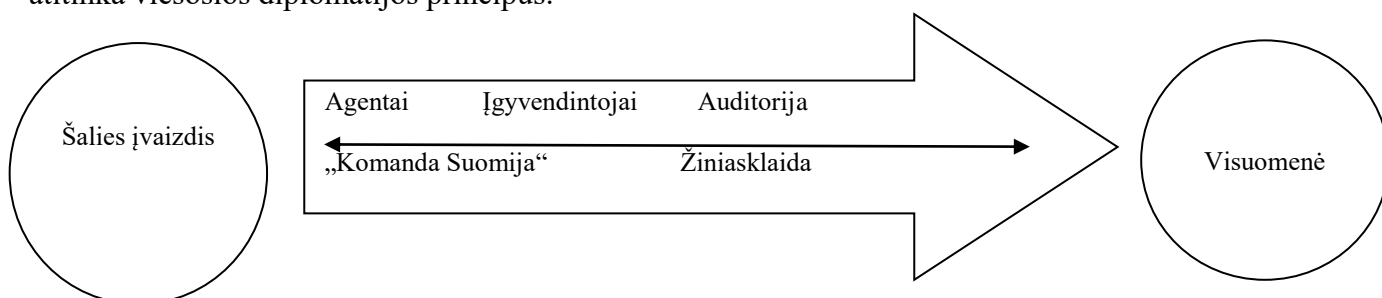 atitinka viešosios diplomatijos principus.
Agentai Įgyvendintojai Auditorija
Šalies įvaizdis
„Komanda Suomija“ Žiniasklaida
Visuomenė